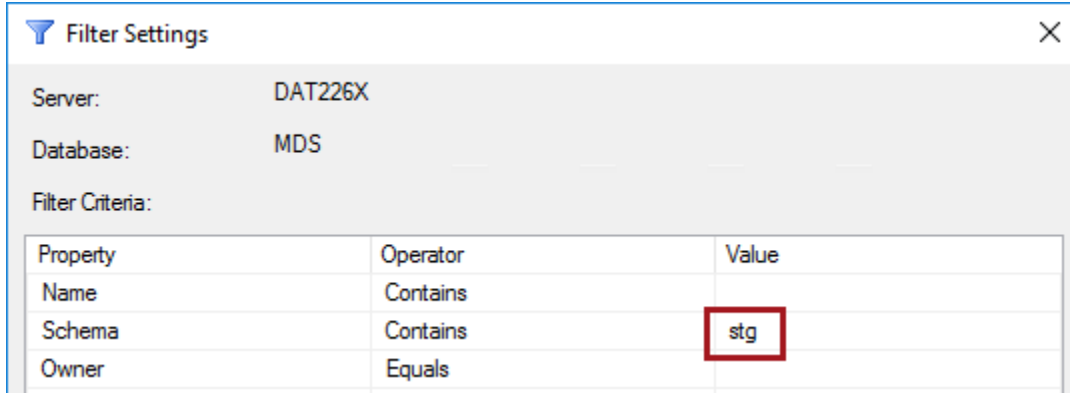 Filter Settings
Server: DAT226X
Database: MDS
Filter Criteria:
Property Operator Value
Name Contains
Schema Contains stg
Owner Equals